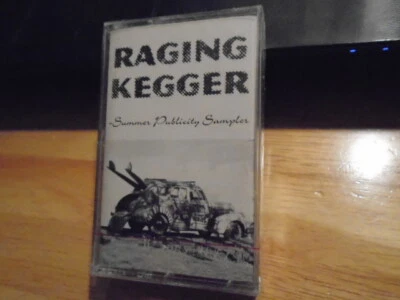 RAGING
KEGGER
~Summer Publicity Sampler